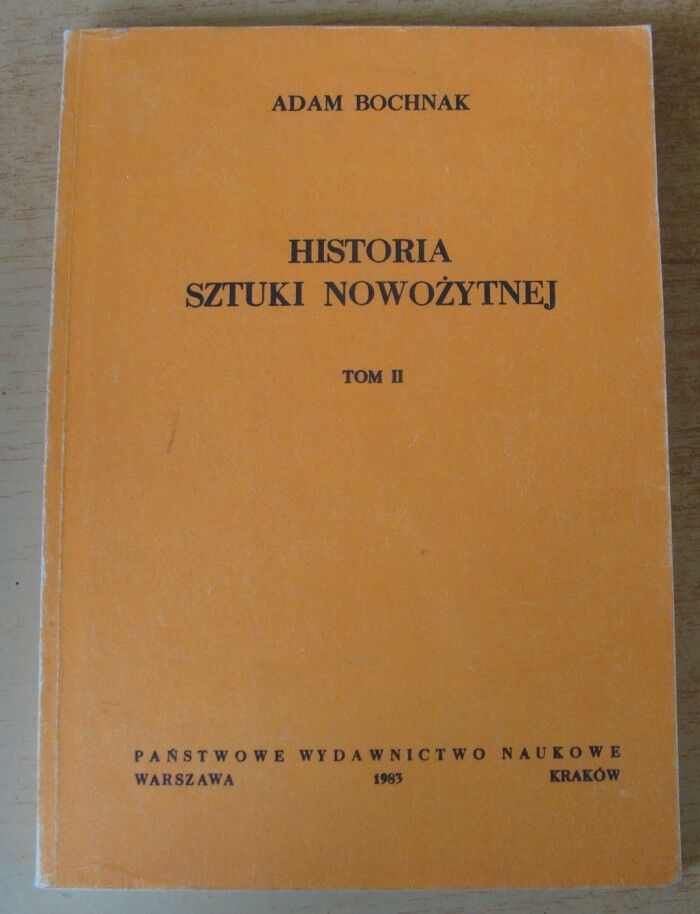 ADAM BOCHNAK
HISTORIA
SZTUKI NOWOŻYTNEJ
TOM II
PAŃSTWOWE WYDAWNICTWO NAUKOWE
WARSZAWA 1983 KRAKÓW